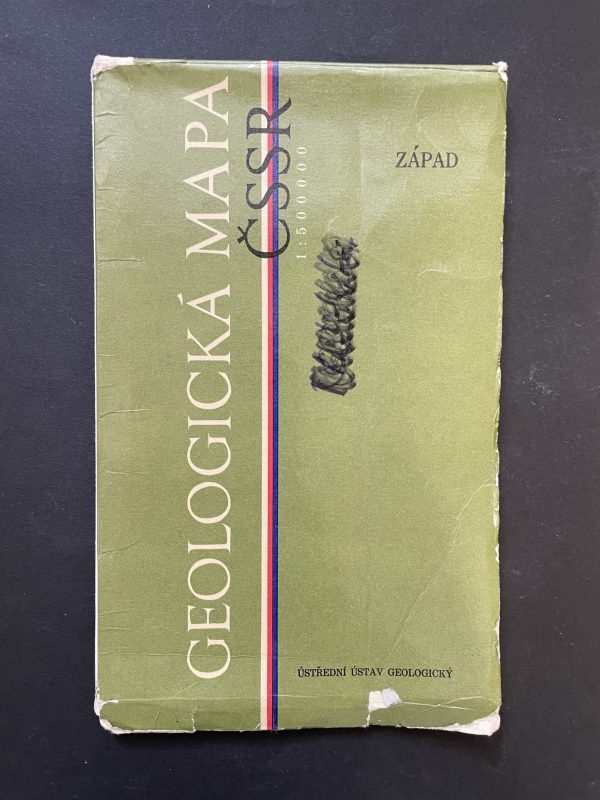 GEOLOGICKÁ MAPA
ČSSR
1:500000
ZÁPAD
ÚSTŘEDNÍ ÚSTAV GEOLOGICKÝ